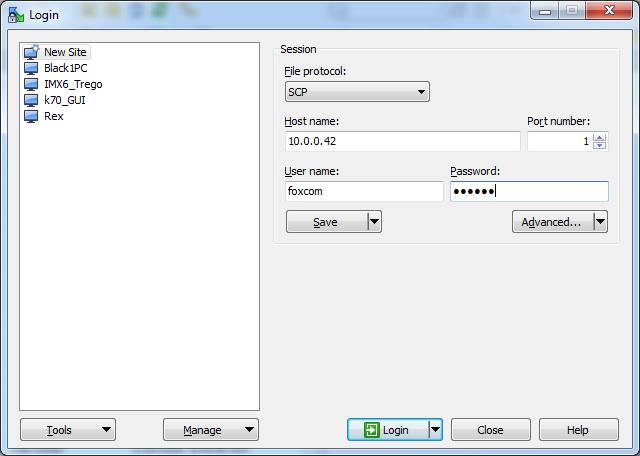 Login
New Site
Black1PC
IMX6_Trego
k70_GUI
Rex
Session
File protocol:
SCP
Host name: Port number:
10.0.0.42 1
User name: Password:
foxcom ••••••
Save Advanced...
Tools Manage Login Close Help